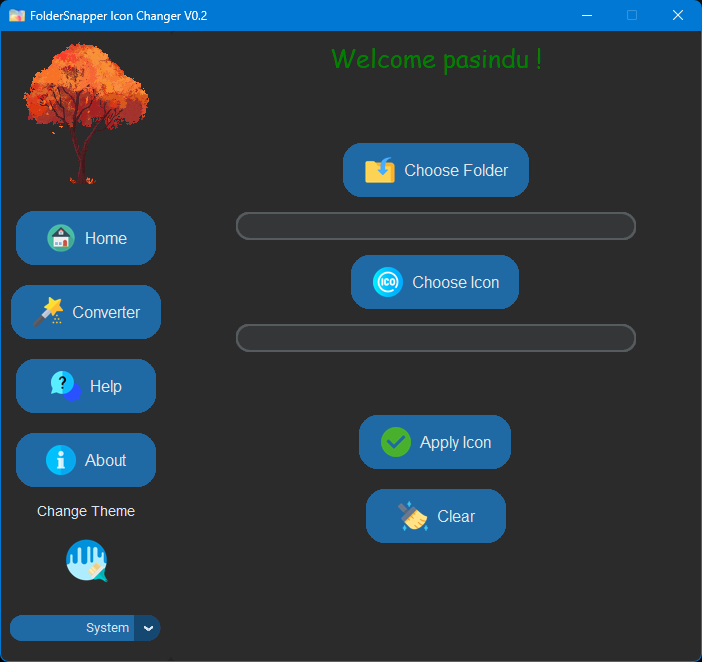 FolderSnapper Icon Changer V0.2
Welcome pasindu !
Choose Folder
Home
ICO
Choose Icon
Converter
?
Help
Apply Icon
i
About
Clear
Change Theme
System